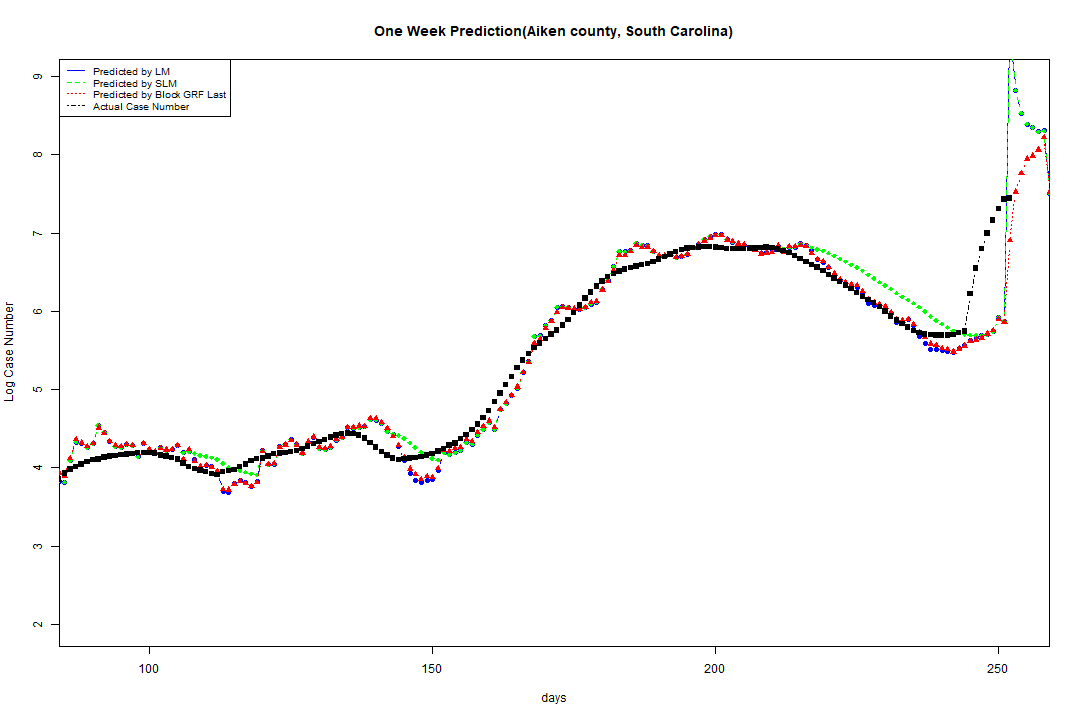 One Week Prediction(Aiken county, South Carolina)
Predicted by LM
Predicted by SLM
Predicted by Block GRF Last
Actual Case Number
9
8
7
6
5
4
3
2
Log Case Number
100 150 200 250
days